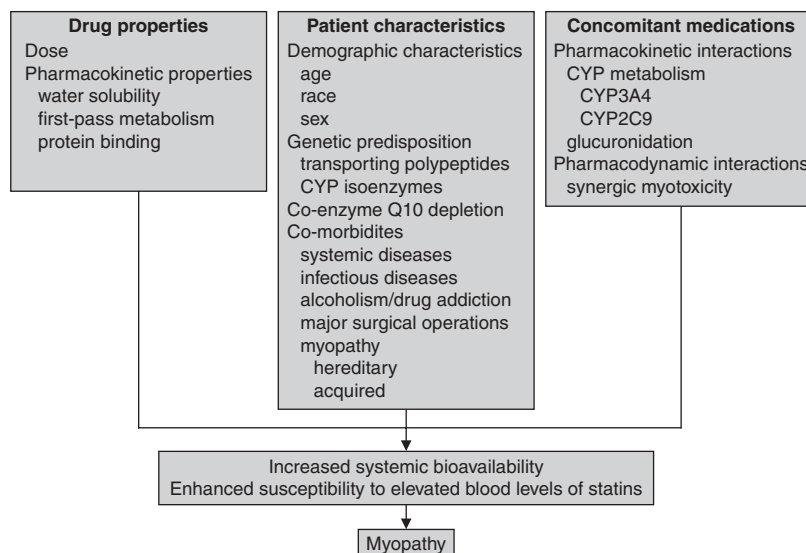 Drug properties
Dose
Pharmacokinetic properties
water solubility
first-pass metabolism
protein binding
Patient characteristics
Demographic characteristics
age
race
sex
Genetic predisposition
transporting polypeptides
CYP isoenzymes
Co-enzyme Q10 depletion
Co-morbidites
systemic diseases
infectious diseases
alcoholism/drug addiction
major surgical operations
myopathy
hereditary
acquired
Concomitant medications
Pharmacokinetic interactions
CYP metabolism
CYP3A4
CYP2C9
glucuronidation
Pharmacodynamic interactions
synergic myotoxicity
Increased systemic bioavailability
Enhanced susceptibility to elevated blood levels of statins
Myopathy